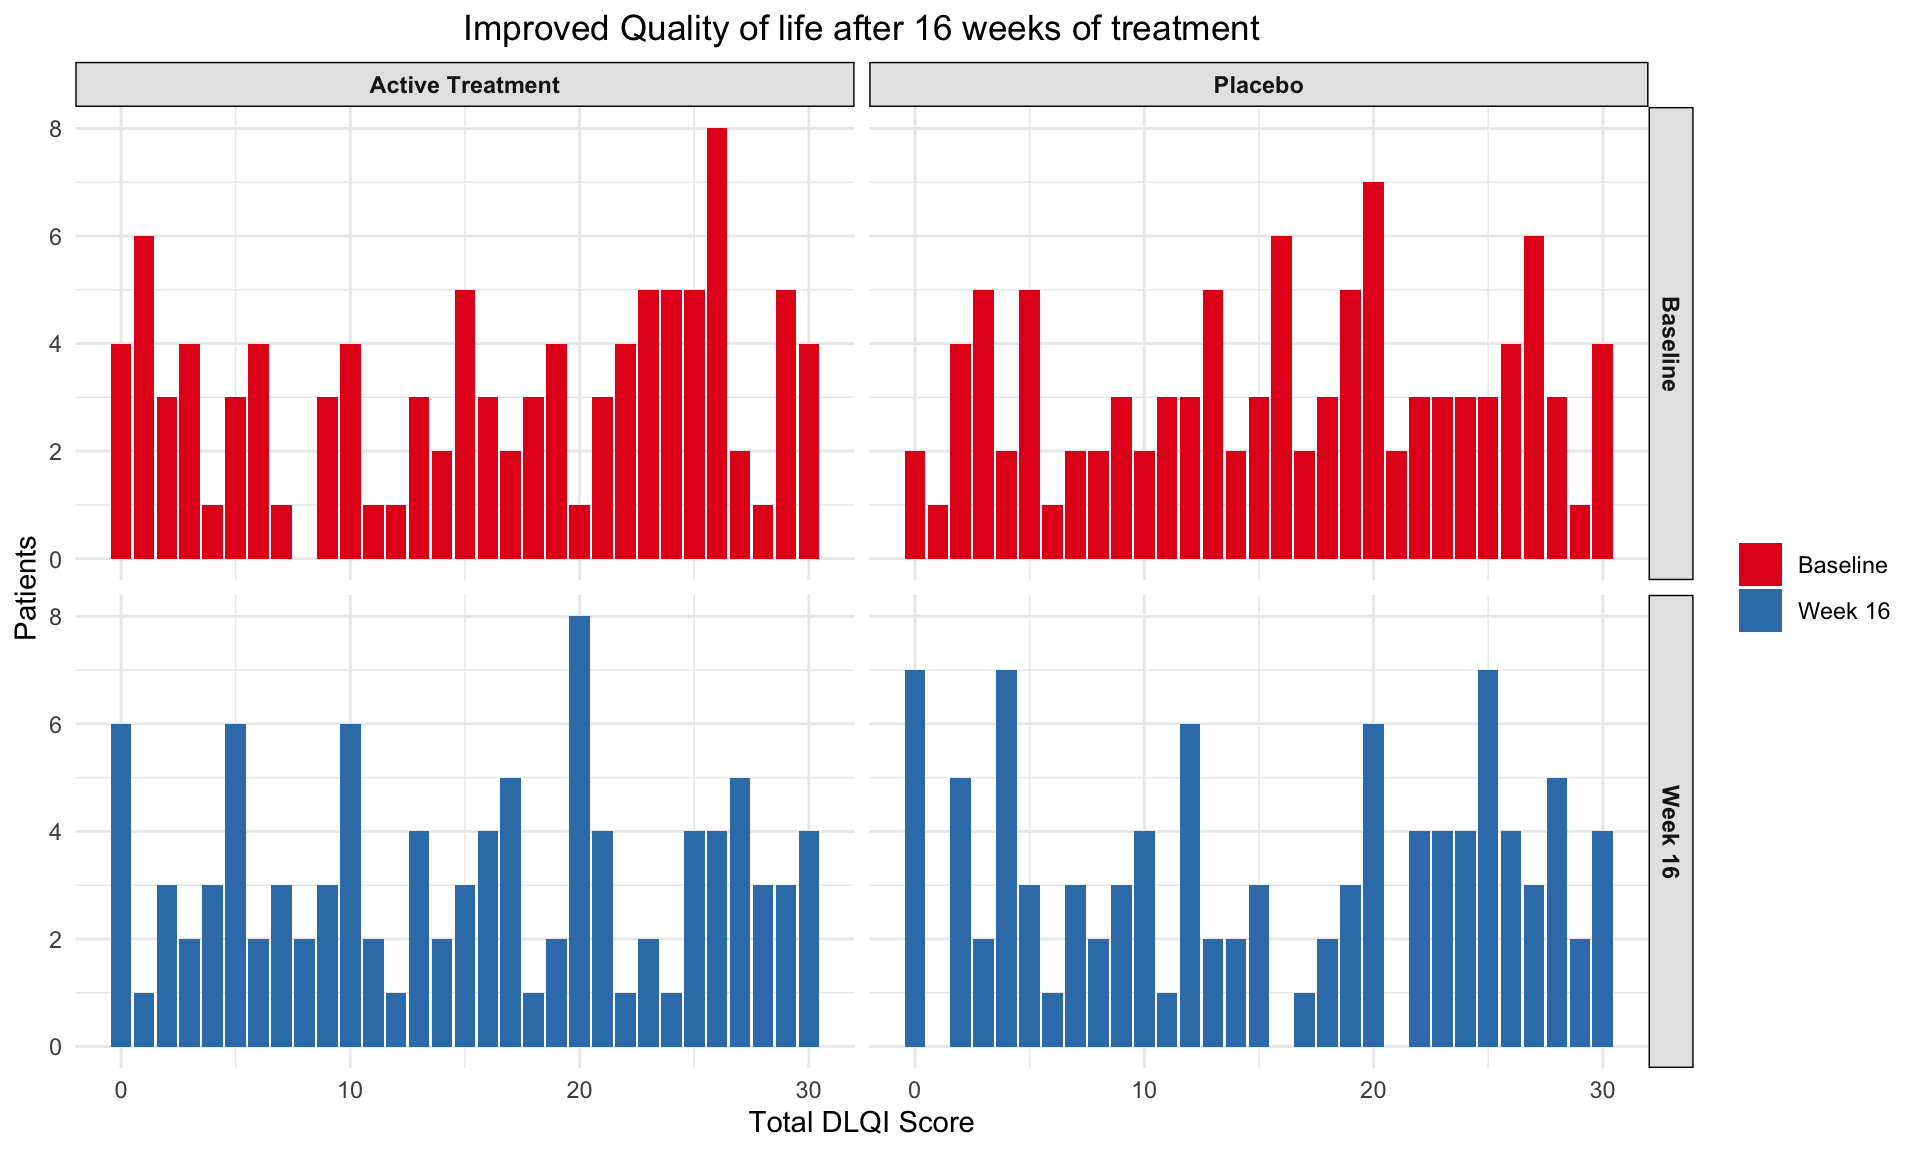 Improved Quality of life after 16 weeks of treatment
Active Treatment
Placebo
8
6
4
2
0
Baseline
Patients
8
6
4
2
0
Week 16
0 10 20 30
0 10 20 30
Total DLQI Score
Baseline
Week 16